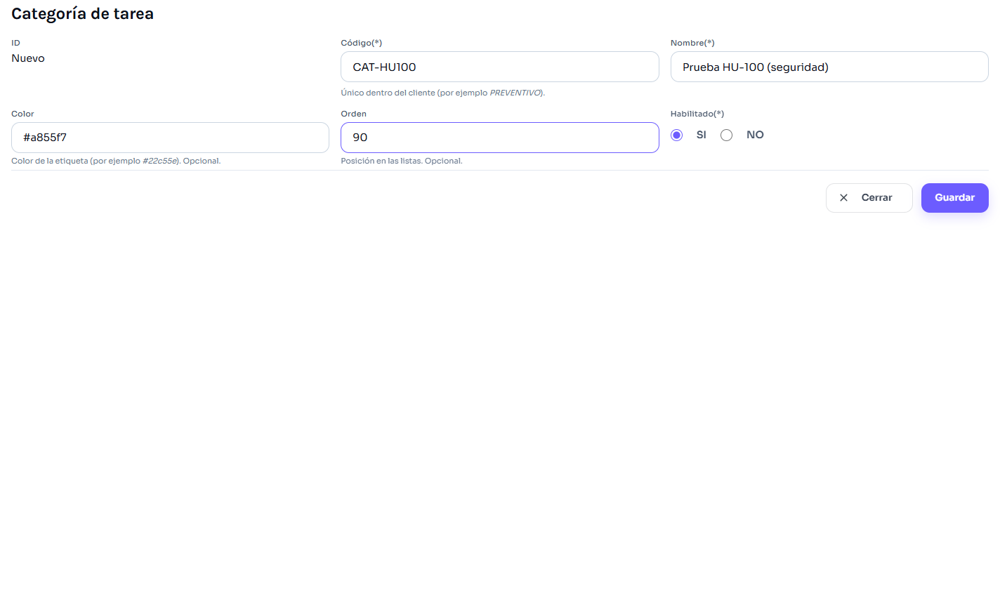 Categoría de tarea
ID
Nuevo
Código(*)
CAT-HU100
Único dentro del cliente (por ejemplo PREVENTIVO).
Nombre(*)
Prueba HU-100 (seguridad)
Color
#a855f7
Color de la etiqueta (por ejemplo #22c55e). Opcional.
Orden
90
Posición en las listas. Opcional.
Habilitado(*)
SI NO
Cerrar
Guardar